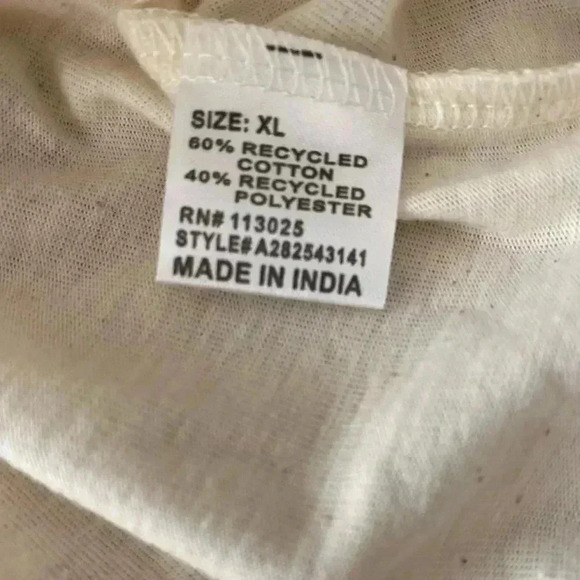 SIZE: XL
60% RECYCLED
COTTON
40% RECYCLED
POLYESTER
RN# 113025
STYLE#A282543141
MADE IN INDIA